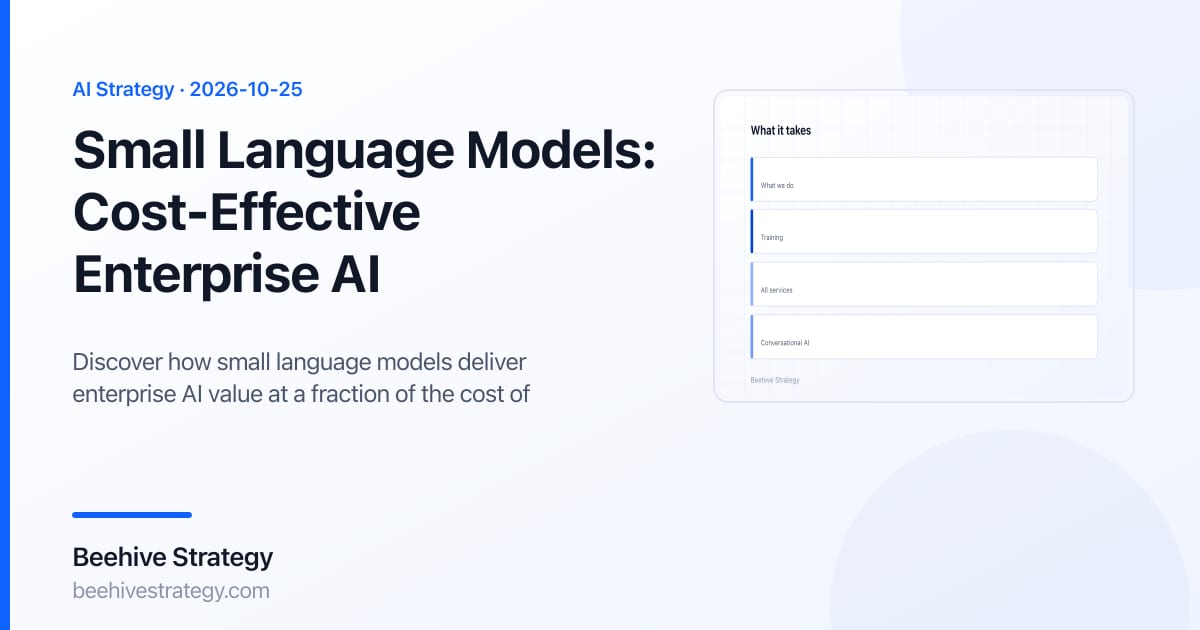 AI Strategy · 2026-10-25
Small Language Models:
Cost-Effective
Enterprise AI
Discover how small language models deliver
enterprise AI value at a fraction of the cost of
Beehive Strategy
beehivestrategy.com
What it takes
What we do
Training
All services
Conversational AI
Beehive Strategy